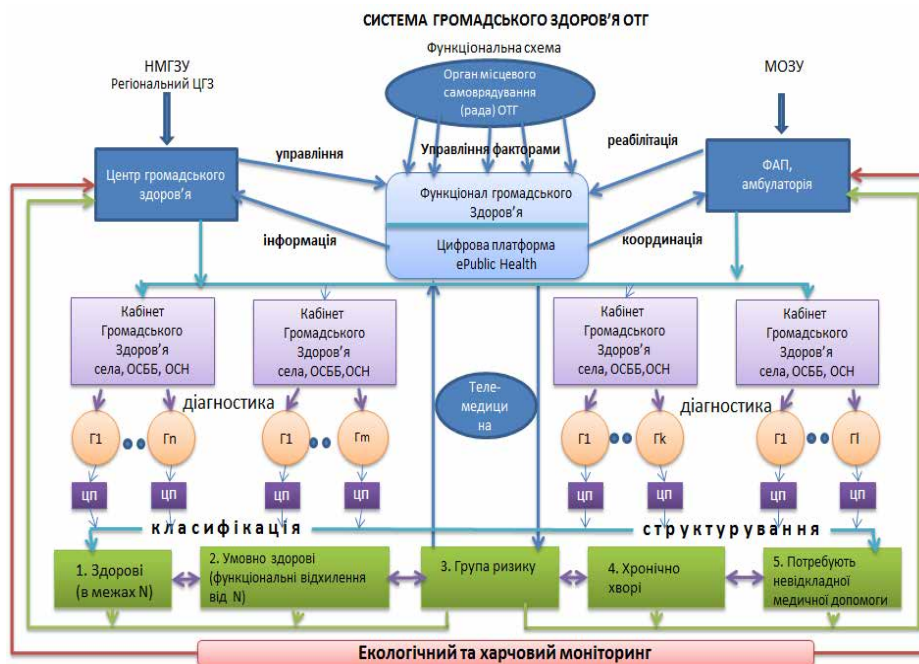 СИСТЕМА ГРОМАДСЬКОГО ЗДОРОВ'Я ОТГ
Функціональна схема
НМГЗУ
Регіональний ЦГЗ
Орган місцевого
самоврядування
(рада) ОТГ
МОЗУ
управління
Управління факторами
реабілітація
Центр громадського
здоров'я
Функціонал громадського
Здоров'я
ФАП,
амбулаторія
інформація
Цифрова платформа
ePublic Health
координація
Кабінет
Громадського
Здоров'я
села, ОСББ, ОСН
Кабінет
Громадського
Здоров'я
села, ОСББ,ОСН
Кабінет
Громадського
Здоров'я
села, ОСББ, ОСН
Кабінет
Громадського
Здоров'я
села, ОСББ, ОСН
діагностика
Теле-
медици
на
діагностика
Г1
Гn
Г1
Гm
Г1
Гk
Г1
Гl
ЦП
ЦП
ЦП
ЦП
ЦП
ЦП
ЦП
ЦП
класифікація
структурування
1. Здорові
(в межах N)
2. Умовно здорові
(функціональні відхилення
від N)
3. Група ризику
4. Хронічно
хворі
5. Потребують
невідкладної
медичної допомоги
Екологічний та харчовий моніторинг